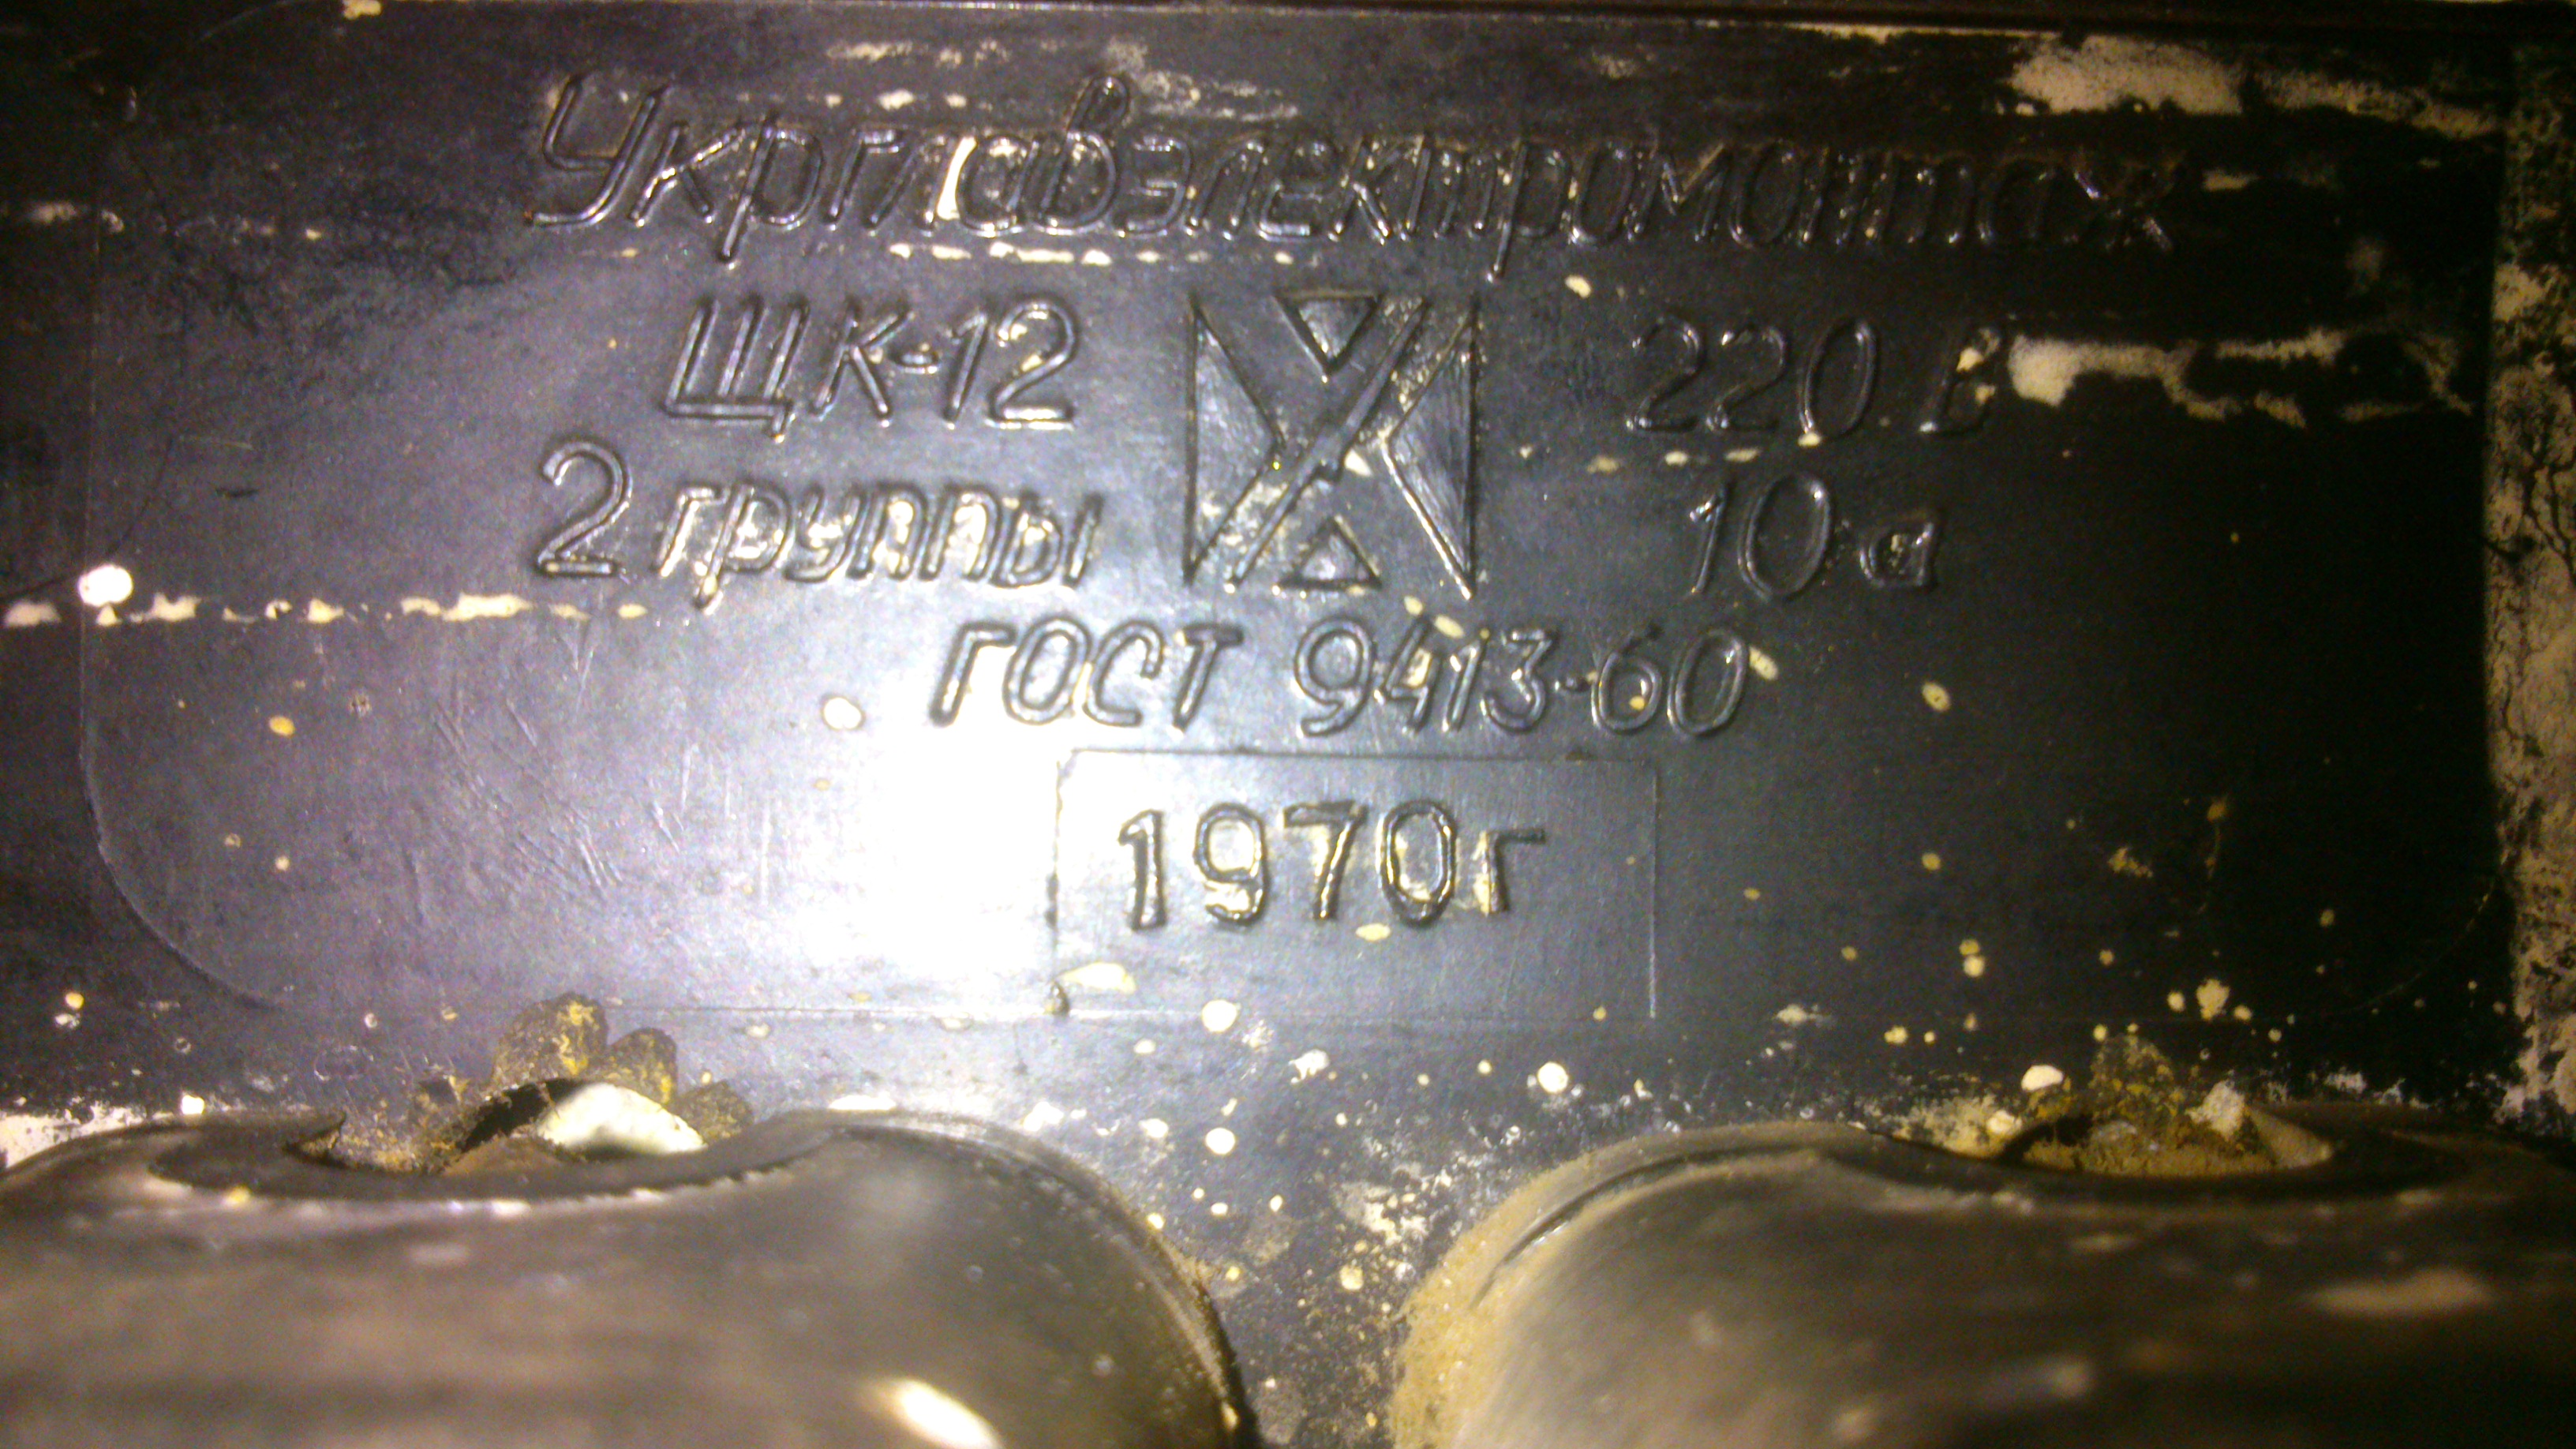 Укрглавэлектромонтаж
ЩК-12 220 В
2 группы 10 а
ГОСТ 9413-60
1970г